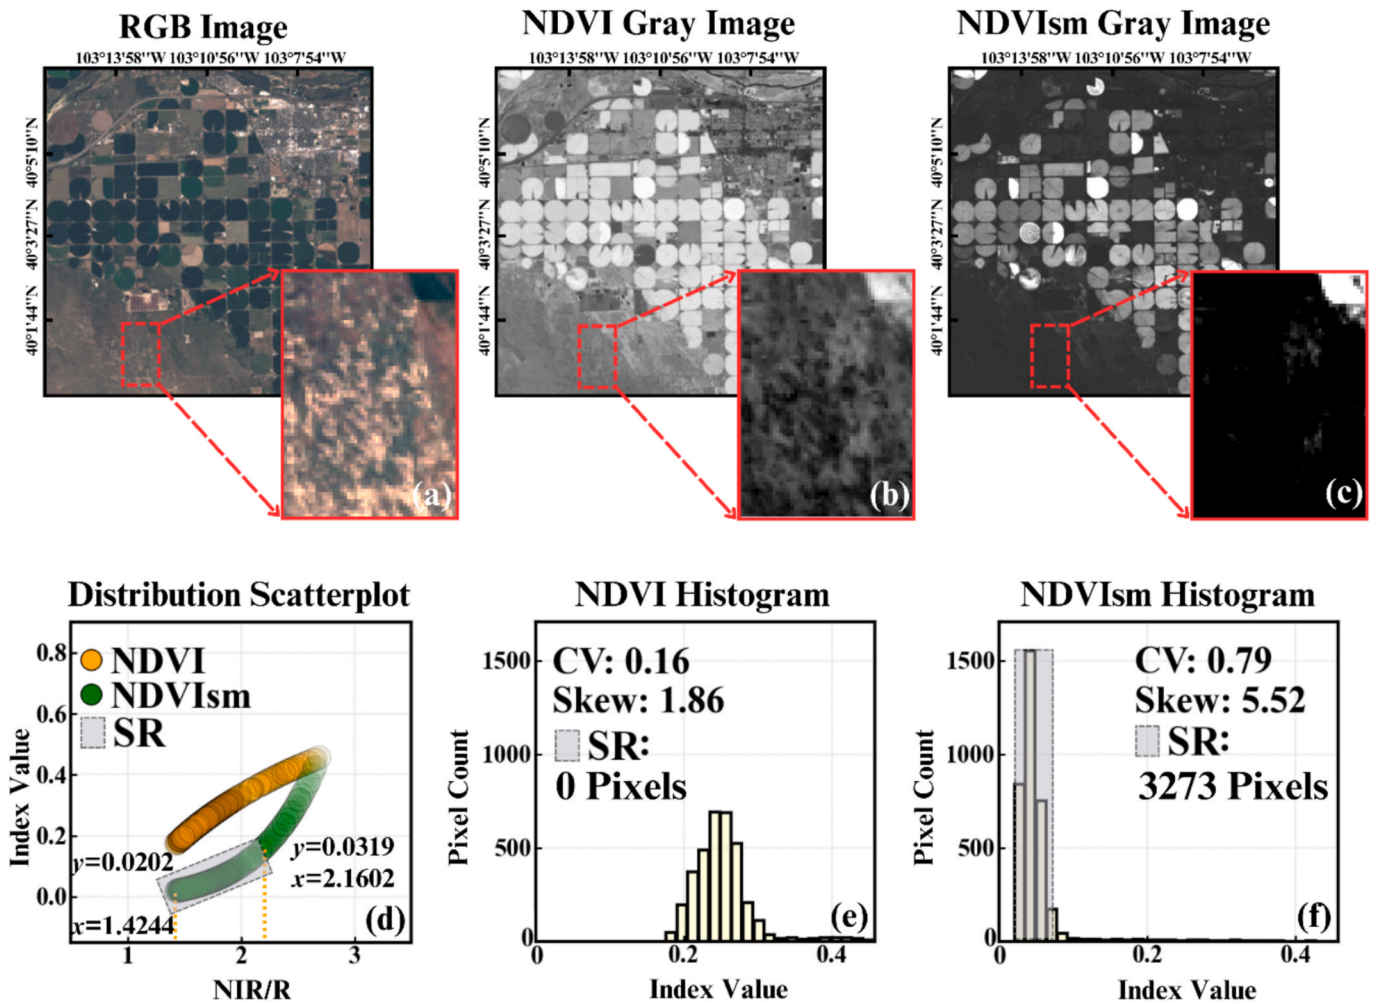 RGB Image
NDVI Gray Image
NDVIsm Gray Image
103°13'58"W 103°10'56"W 103°7'54"W
103°13'58"W 103°10'56"W 103°7'54"W
103°13'58"W 103°10'56"W 103°7'54"W
40°5'10"N
40°3'27"N
40°1'44"N
40°5'10"N
40°3'27"N
40°1'44"N
40°5'10"N
40°3'27"N
40°1'44"N
(a)
(b)
(c)
Distribution Scatterplot
Index Value
0.8
0.6
0.4
0.2
0.0
NDVI
NDVIsm
SR
y=0.0202
y=0.0319
x=2.1602
x=1.4244
(d)
1 2 3
NIR/R
NDVI Histogram
Pixel Count
1500
1000
500
0
CV: 0.16
Skew: 1.86
SR:
0 Pixels
(e)
0 0.2 0.4
Index Value
NDVIsm Histogram
Pixel Count
1500
1000
500
0
CV: 0.79
Skew: 5.52
SR:
3273 Pixels
(f)
0 0.2 0.4
Index Value